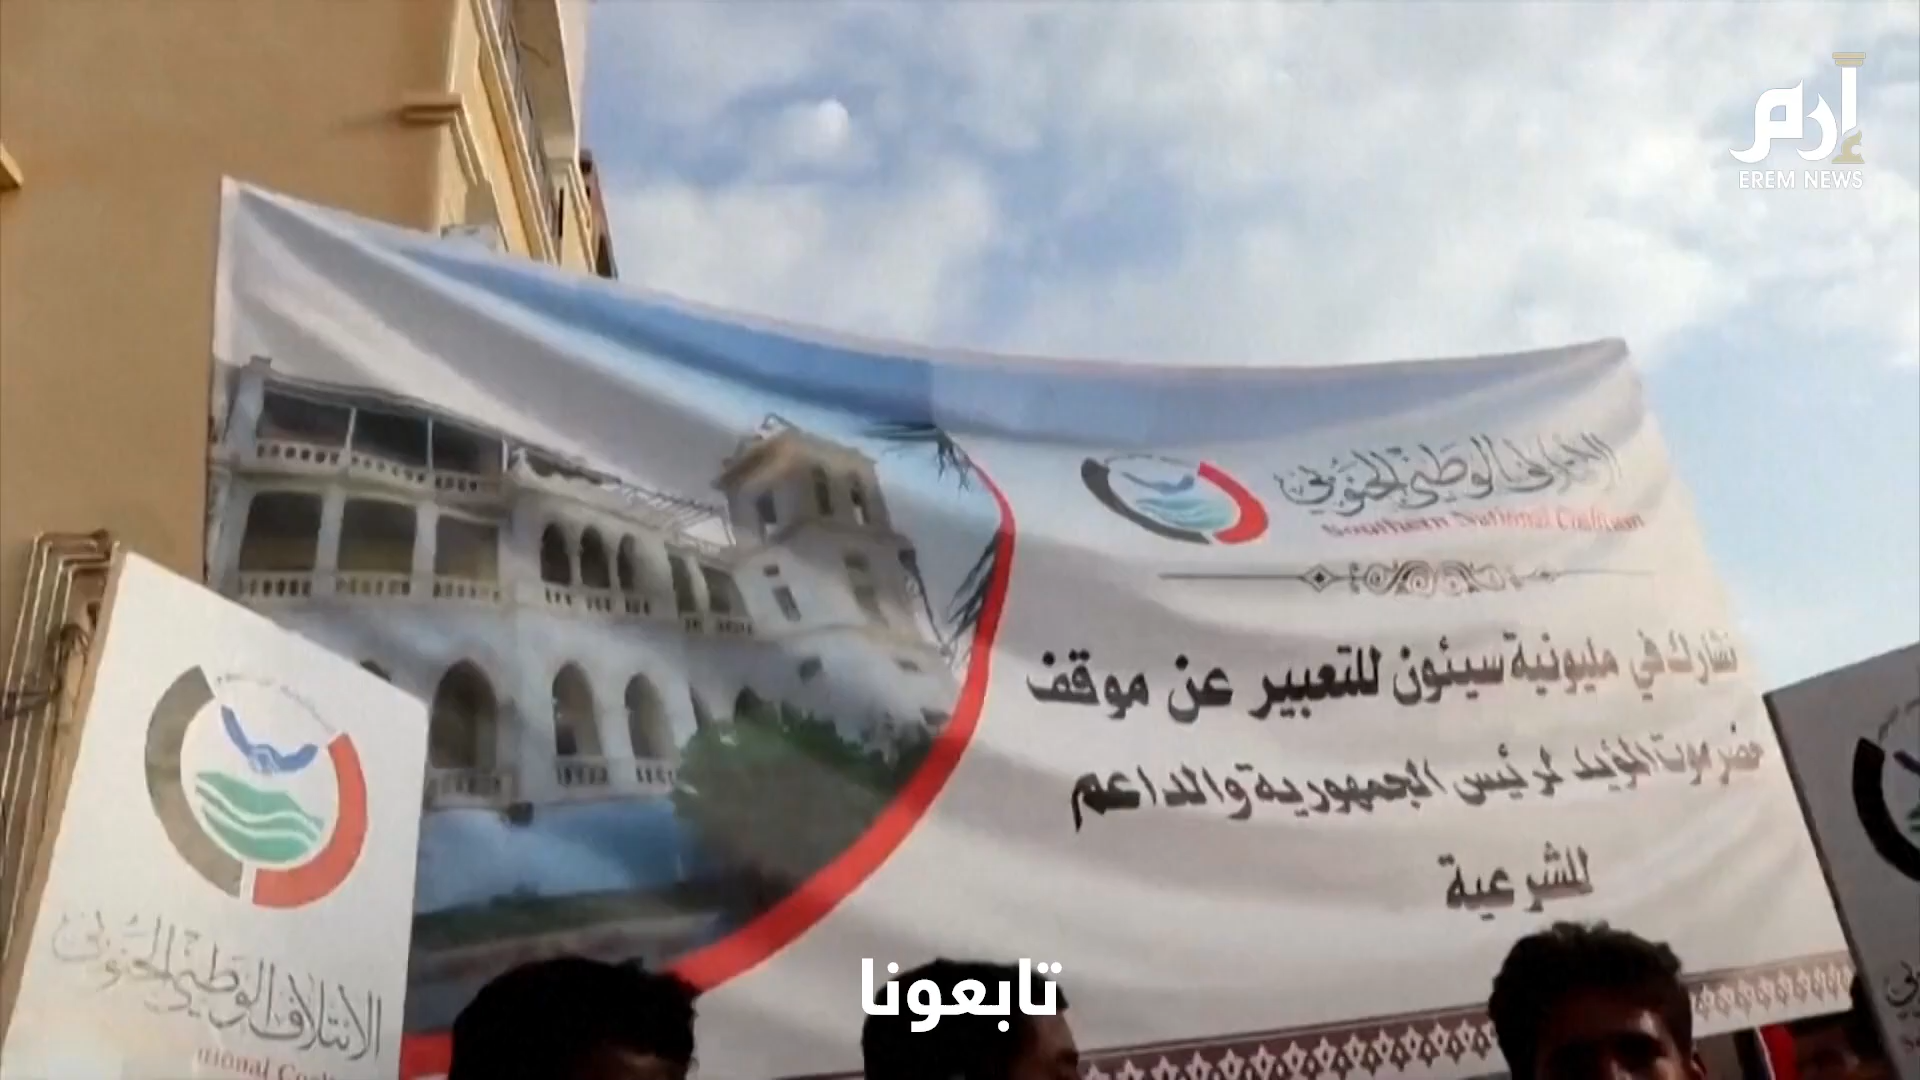 إرم
EREM NEWS
الائتلاف الوطني الجنوبي
Southern National Coalition
نشارك في مليونية سيئون للتعبير عن موقف
حضرموت المؤيد لرئيس الجمهورية والداعم
للشرعية
الائتلاف الوطني الجنوبي
تابعونا